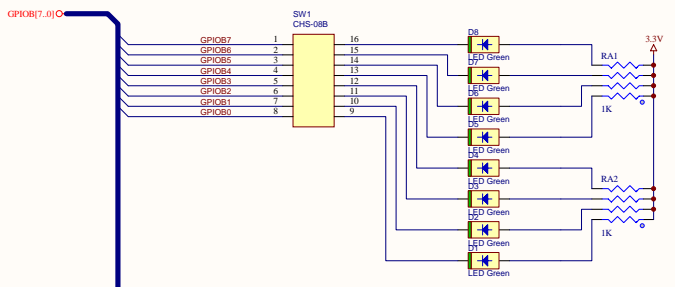 GPIOB[7..0]
SW1
CHS-08B
GPIOB7 1 16
GPIOB6 2 15
GPIOB5 3 14
GPIOB4 4 13
GPIOB3 5 12
GPIOB2 6 11
GPIOB1 7 10
GPIOB0 8 9
D8
LED Green
D7
LED Green
D6
LED Green
D5
LED Green
D4
LED Green
D3
LED Green
D2
LED Green
D1
LED Green
3.3V
RA1
1K
RA2
1K